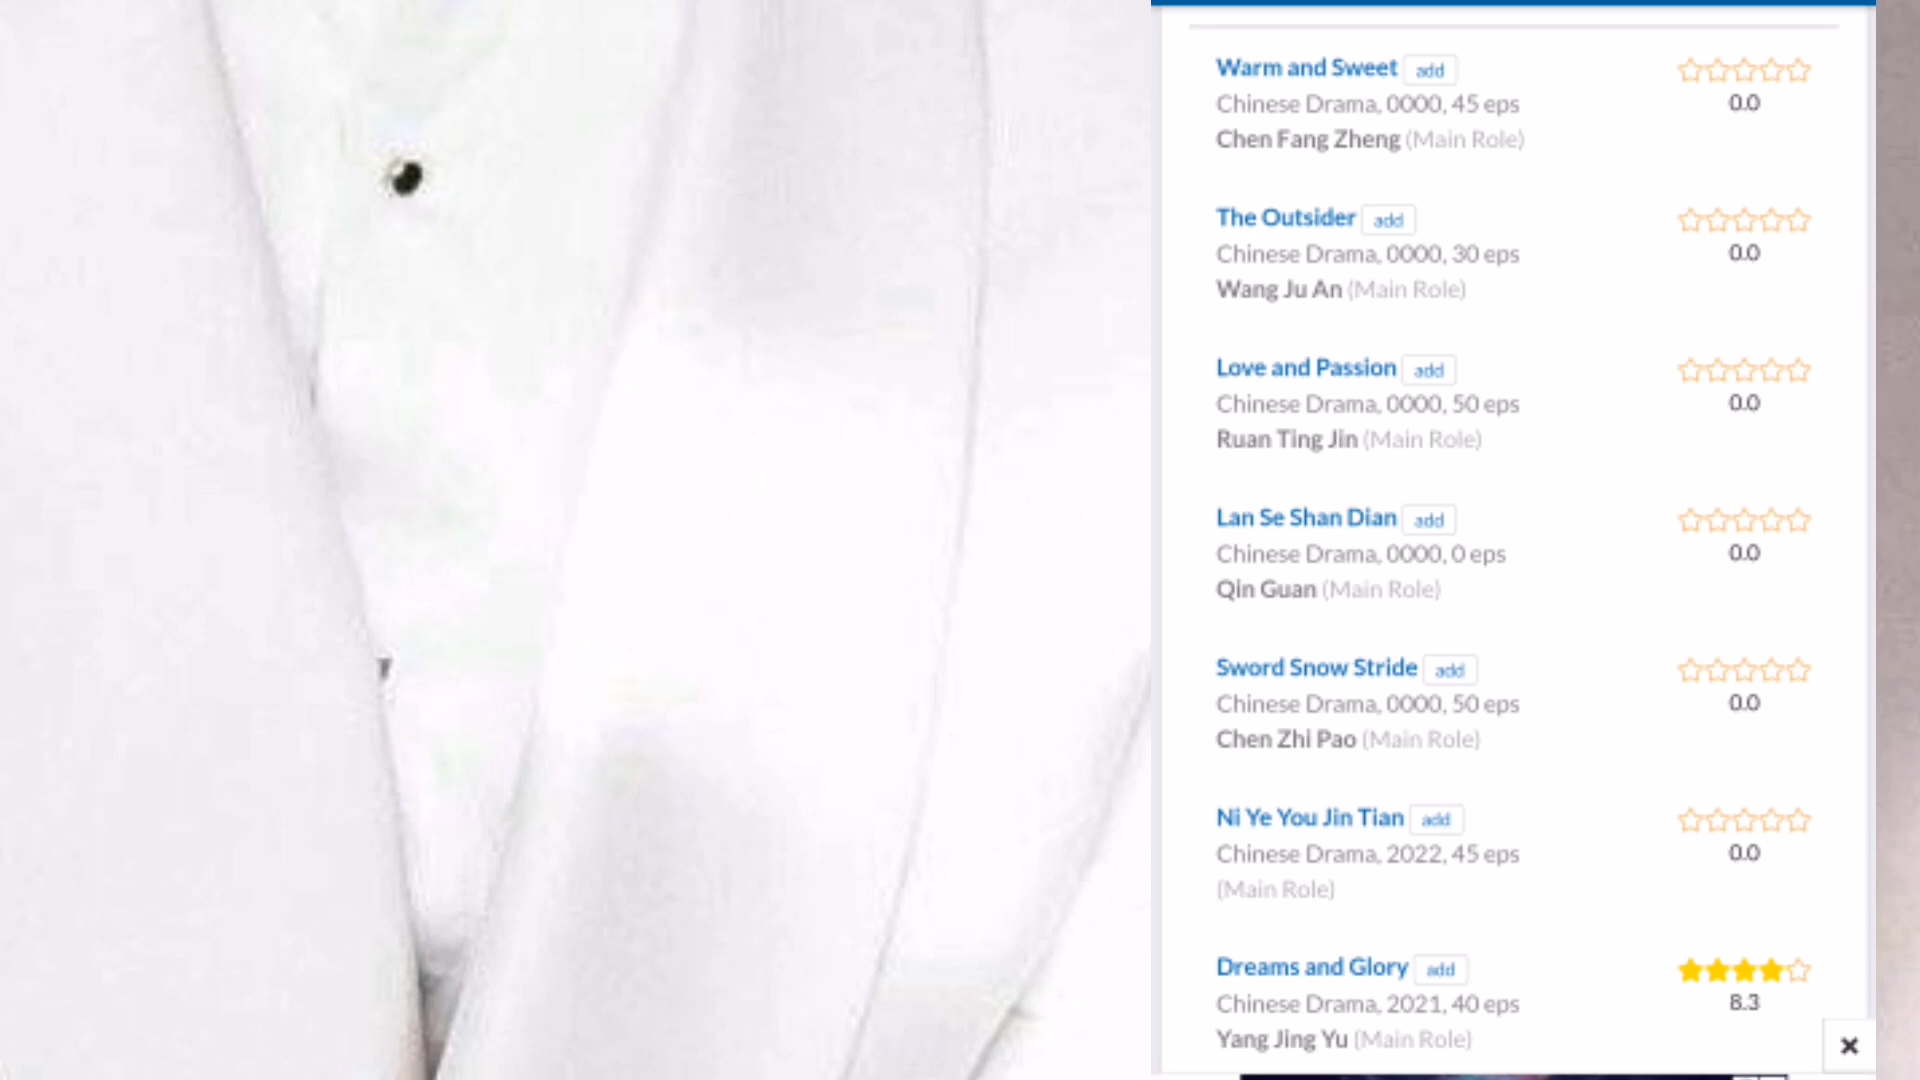 Warm and Sweet add
Chinese Drama, 0000, 45 eps
0.0
Chen Fang Zheng (Main Role)
The Outsider add
Chinese Drama, 0000, 30 eps
0.0
Wang Ju An (Main Role)
Love and Passion add
Chinese Drama, 0000, 50 eps
0.0
Ruan Ting Jin (Main Role)
Lan Se Shan Dian add
Chinese Drama, 0000, 0 eps
0.0
Qin Guan (Main Role)
Sword Snow Stride add
Chinese Drama, 0000, 50 eps
0.0
Chen Zhi Pao (Main Role)
Ni Ye You Jin Tian add
Chinese Drama, 2022, 45 eps
0.0
(Main Role)
Dreams and Glory add
Chinese Drama, 2021, 40 eps
8.3
Yang Jing Yu (Main Role)